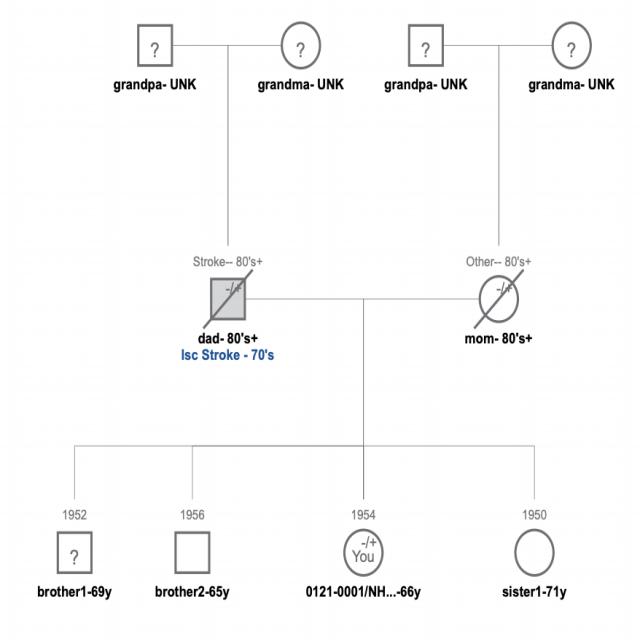 ? ? ? ?
grandpa- UNK grandma- UNK grandpa- UNK grandma- UNK
Stroke-- 80's+ Other-- 80's+
-/+ -/+
dad- 80's+ mom- 80's+
Isc Stroke - 70's
1952 1956 1954 1950
-/+
? You
brother1-69y brother2-65y 0121-0001/NH...-66y sister1-71y